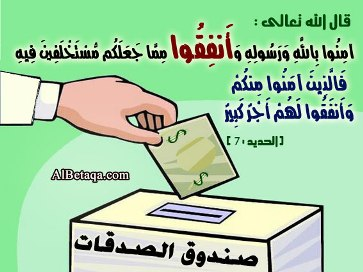 قال الله تعالى :
آمِنُوا بِاللَّهِ وَرَسُولِهِ وَأَنفِقُوا مِمَّا جَعَلَكُم مُّسْتَخْلَفِينَ فِيهِ
فَالَّذِينَ آمَنُوا مِنكُمْ
وَأَنفَقُوا لَهُمْ أَجْرٌ كَبِيرٌ
[ الحديد : 7 ]
$
$
AlBetaqa.com
صندوق الصدقات